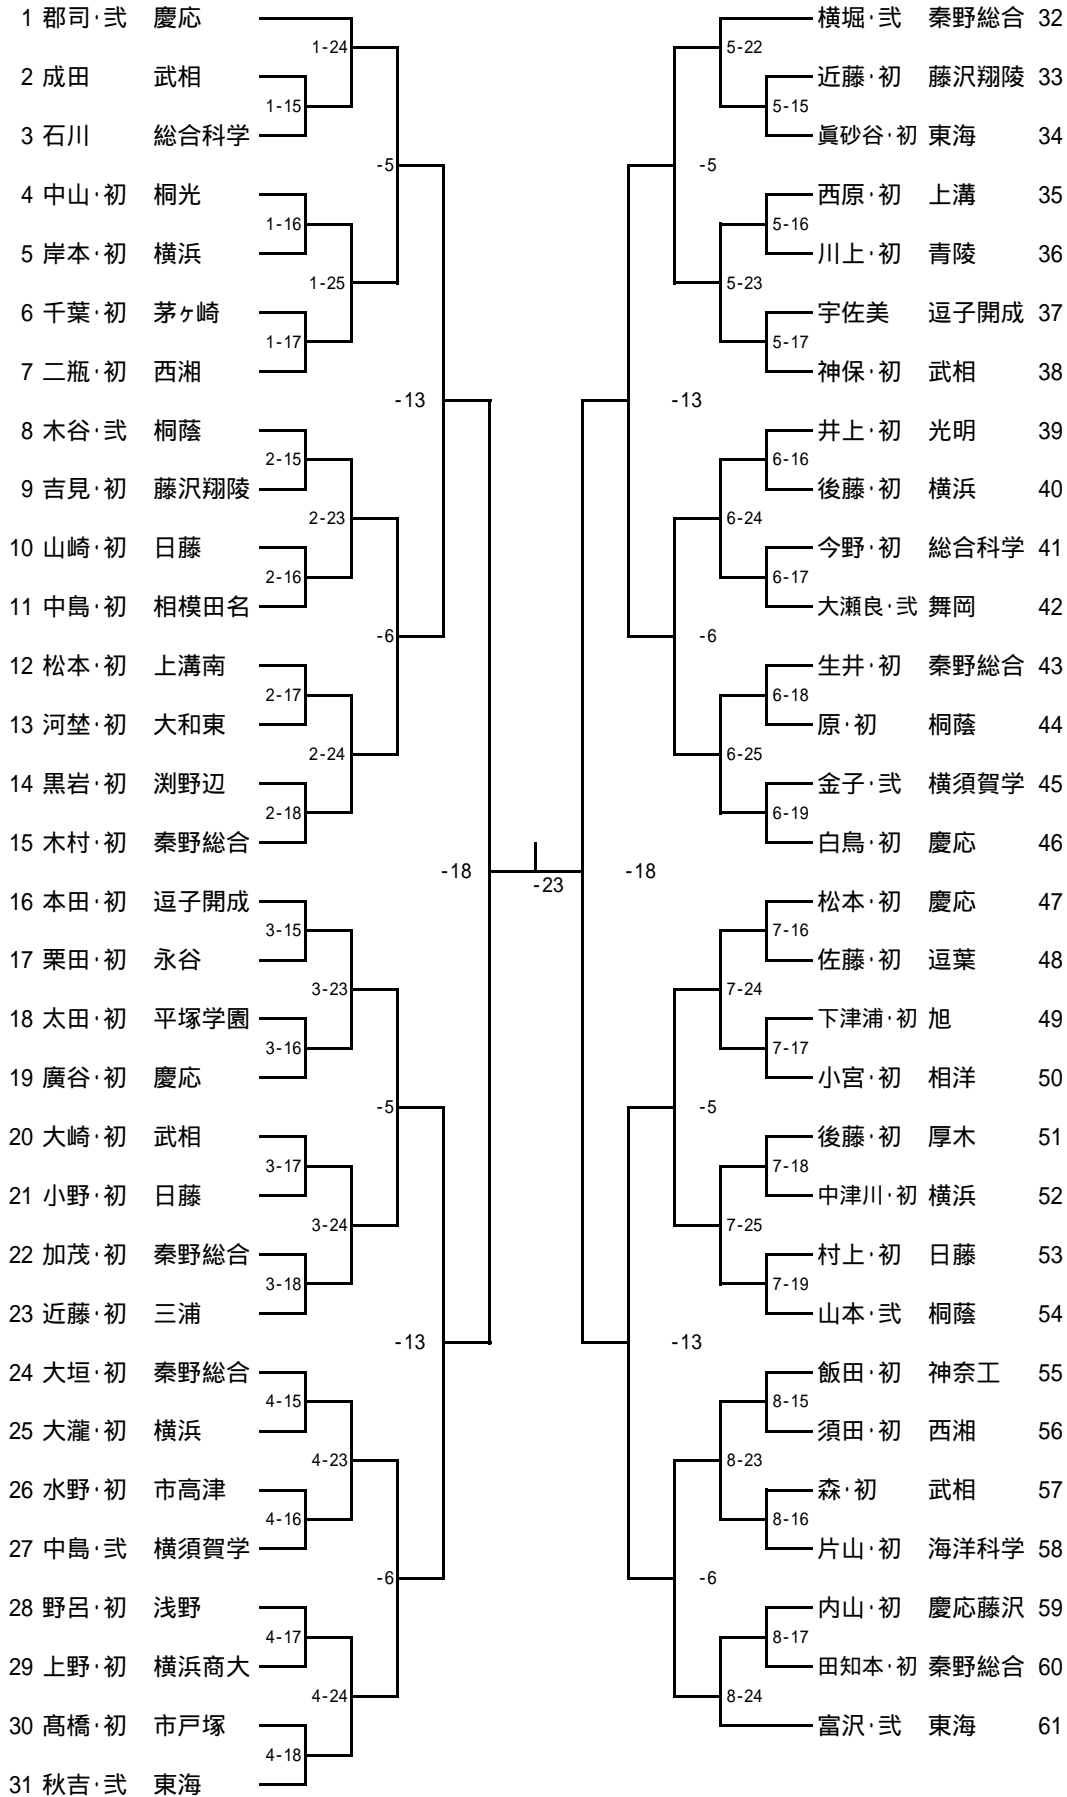 1 郡司·弐 慶応
1-24
2 成田 武相
1-15
3 石川 総合科学
-5
4 中山·初 桐光
1-16
5 岸本·初 横浜
1-25
6 千葉·初 茅ヶ崎
1-17
7 二瓶·初 西湘
-13
8 木谷·弐 桐蔭
2-15
9 吉見·初 藤沢翔陵
2-23
10 山崎·初 日藤
2-16
11 中島·初 相模田名
-6
12 松本·初 上溝南
2-17
13 河埜·初 大和東
2-24
14 黒岩·初 渕野辺
2-18
15 木村·初 秦野総合
-18
16 本田·初 逗子開成
3-15
17 栗田·初 永谷
3-23
18 太田·初 平塚学園
3-16
19 廣谷·初 慶応
-5
20 大崎·初 武相
3-17
21 小野·初 日藤
3-24
22 加茂·初 秦野総合
3-18
23 近藤·初 三浦
-13
24 大垣·初 秦野総合
4-15
25 大瀧·初 横浜
4-23
26 水野·初 市高津
4-16
27 中島·弐 横須賀学
-6
28 野呂·初 浅野
4-17
29 上野·初 横浜商大
4-24
30 髙橋·初 市戸塚
4-18
31 秋吉·弐 東海
-23
横堀·弐 秦野総合 32
5-22
近藤·初 藤沢翔陵 33
5-15
眞砂谷·初 東海 34
-5
西原·初 上溝 35
5-16
川上·初 青陵 36
5-23
宇佐美 逗子開成 37
5-17
神保·初 武相 38
-13
井上·初 光明 39
6-16
後藤·初 横浜 40
6-24
今野·初 総合科学 41
6-17
大瀬良·弐 舞岡 42
-6
生井·初 秦野総合 43
6-18
原·初 桐蔭 44
6-25
金子·弐 横須賀学 45
6-19
白鳥·初 慶応 46
-18
松本·初 慶応 47
7-16
佐藤·初 逗葉 48
7-24
下津浦·初 旭 49
7-17
小宮·初 相洋 50
-5
後藤·初 厚木 51
7-18
中津川·初 横浜 52
7-25
村上·初 日藤 53
7-19
山本·弐 桐蔭 54
-13
飯田·初 神奈工 55
8-15
須田·初 西湘 56
8-23
森·初 武相 57
8-16
片山·初 海洋科学 58
-6
内山·初 慶応藤沢 59
8-17
田知本·初 秦野総合 60
8-24
富沢·弐 東海 61